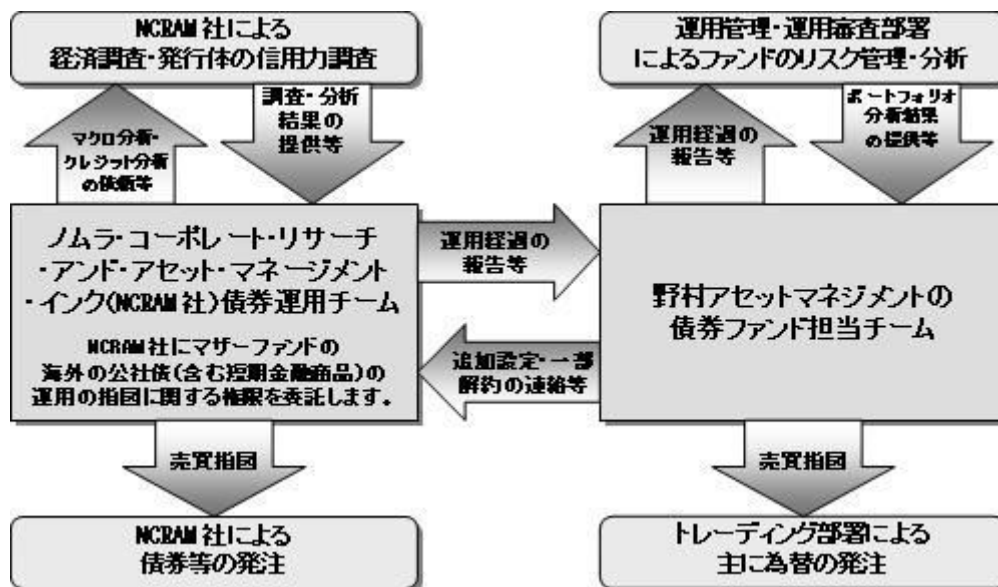 NCRAM社による
経済調査・発行体の信用力調査
運用管理・運用審査部署
によるファンドのリスク管理・分析
マクロ分析・
クレジット分析
の依頼等
調査・分析
結果の
提供等
運用経過の
報告等
ポートフォリオ
分析結果
の提供等
ノムラ・コーポレート・リサーチ
・アンド・アセット・マネージメント
・インク(NCRAM社)債券運用チーム
NCRAM社にマザーファンドの
海外の公社債(含む短期金融商品)の
運用の指図に関する権限を委託します。
運用経過の
報告等
追加設定・一部
解約の連絡等
野村アセットマネジメントの
債券ファンド担当チーム
売買指図
売買指図
NCRAM社による
債券等の発注
トレーディング部署による
主に為替の発注